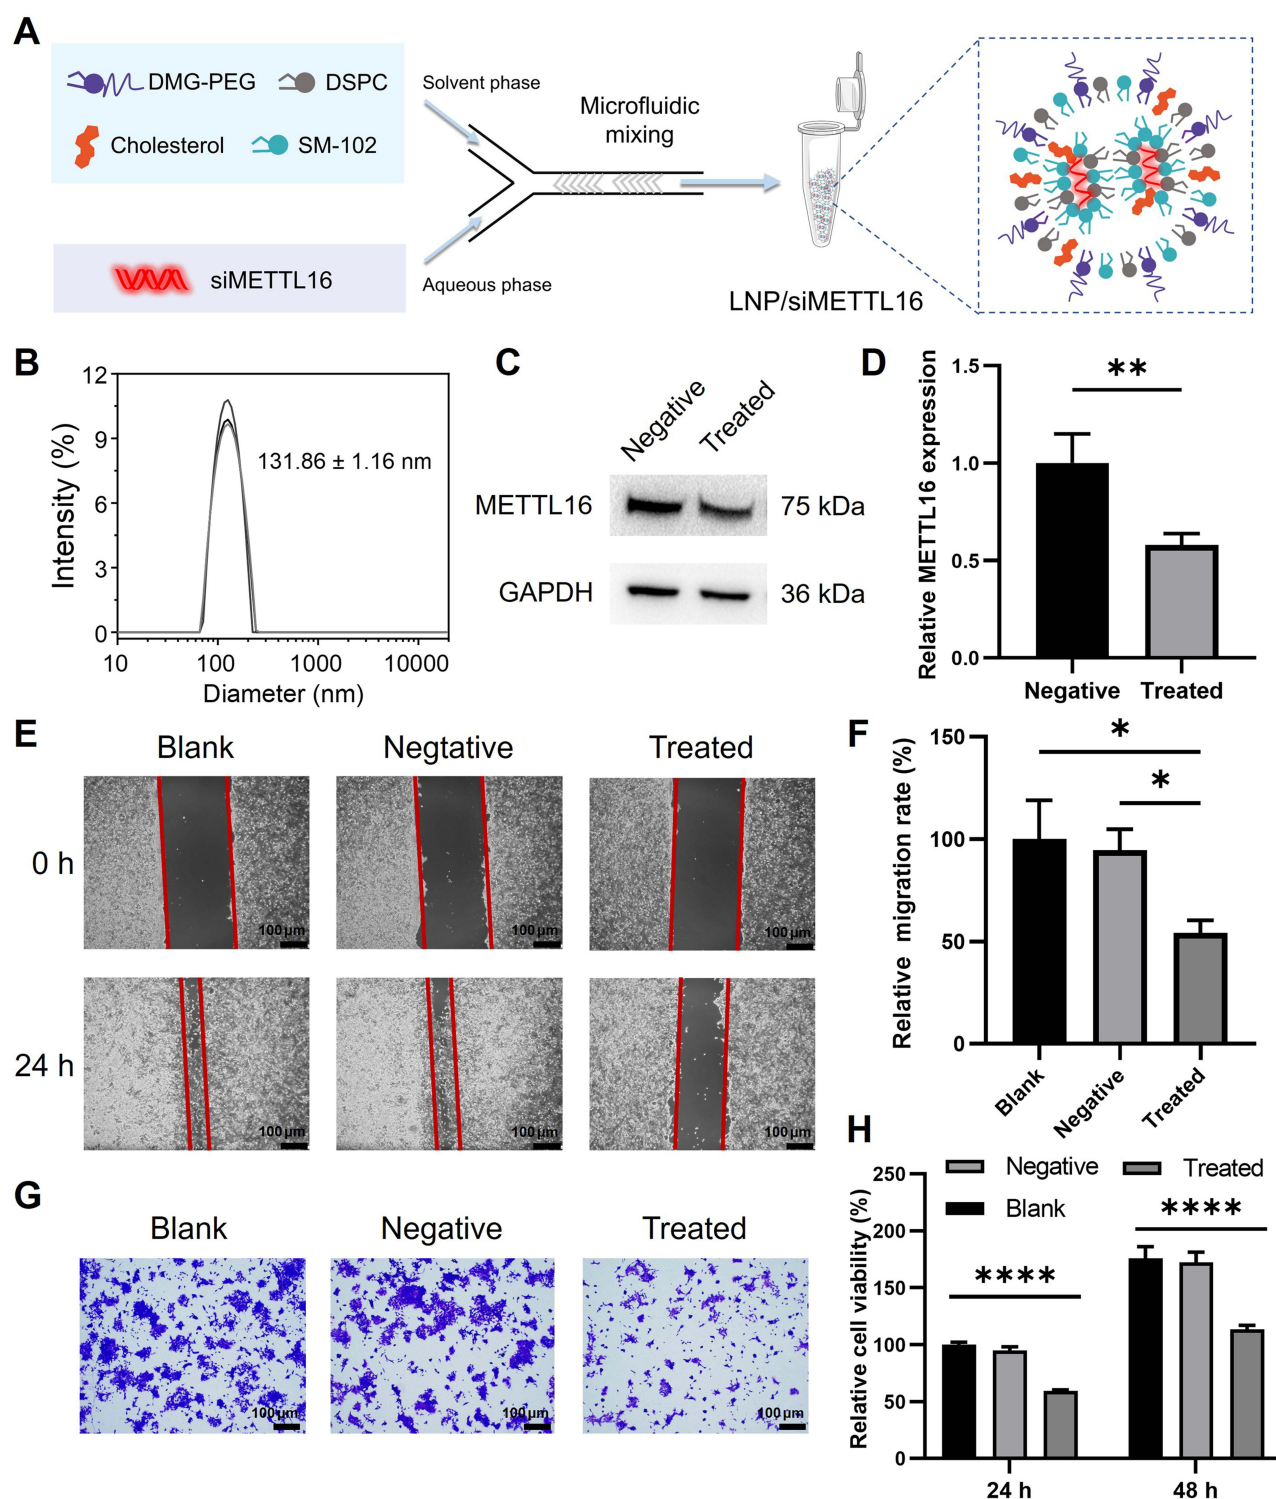 A
DMG-PEG
DSPC
Cholesterol
SM-102
siMETTL16
Solvent phase
Aqueous phase
Microfluidic
mixing
LNP/siMETTL16
B
Intensity (%)
12
9
6
3
0
131.86 ± 1.16 nm
10
100
1000
10000
Diameter (nm)
C
Negative
Treated
METTL16
75 kDa
GAPDH
36 kDa
D
Relative METTL16 expression
1.5
1.0
0.5
0.0
**
Negative
Treated
E
Blank
Negtative
Treated
0 h
100 μm
100 μm
100 μm
24 h
100 μm
100 μm
100 μm
F
Relative migration rate (%)
150
100
50
0
*
*
Blank
Negative
Treated
G
Blank
Negative
Treated
100 μm
100 μm
100 μm
H
Negative
Treated
Blank
Relative cell viability (%)
250
200
150
100
50
0
****
****
24 h
48 h